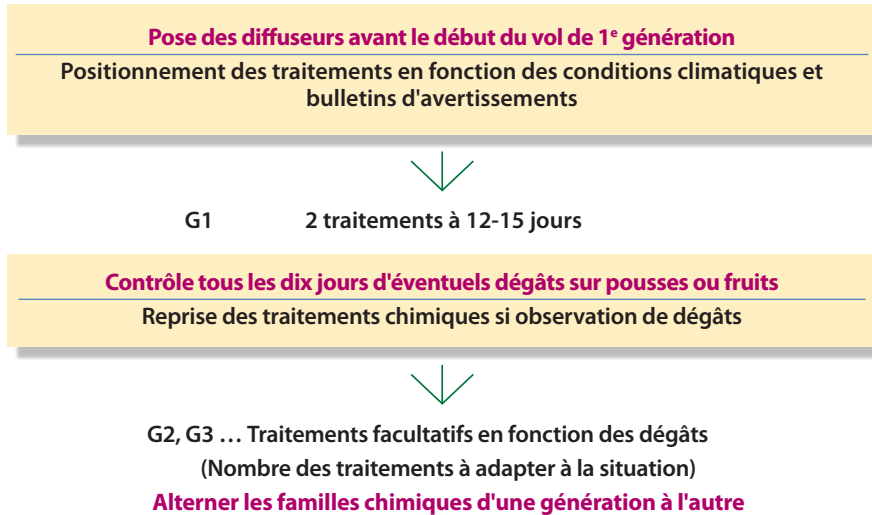 Pose des diffuseurs avant le début du vol de 1e génération
Positionnement des traitements en fonction des conditions climatiques et
bulletins d'avertissements
G1 2 traitements à 12-15 jours
Contrôle tous les dix jours d'éventuels dégâts sur pousses ou fruits
Reprise des traitements chimiques si observation de dégâts
G2, G3 … Traitements facultatifs en fonction des dégâts
(Nombre des traitements à adapter à la situation)
Alterner les familles chimiques d'une génération à l'autre